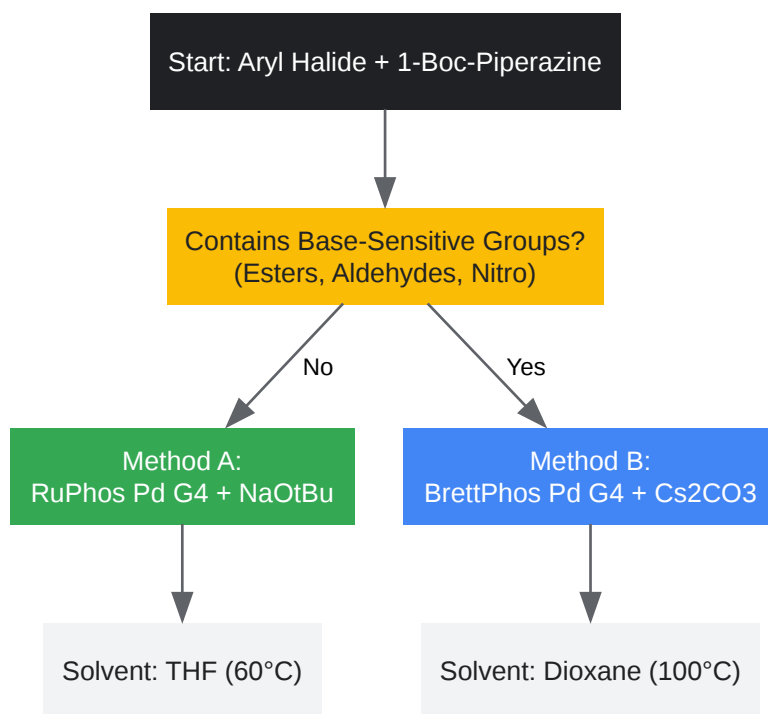 Start: Aryl Halide + 1-Boc-Piperazine
Contains Base-Sensitive Groups?
(Esters, Aldehydes, Nitro)
No
Yes
Method A:
RuPhos Pd G4 + NaOtBu
Method B:
BrettPhos Pd G4 + Cs2CO3
Solvent: THF (60°C)
Solvent: Dioxane (100°C)